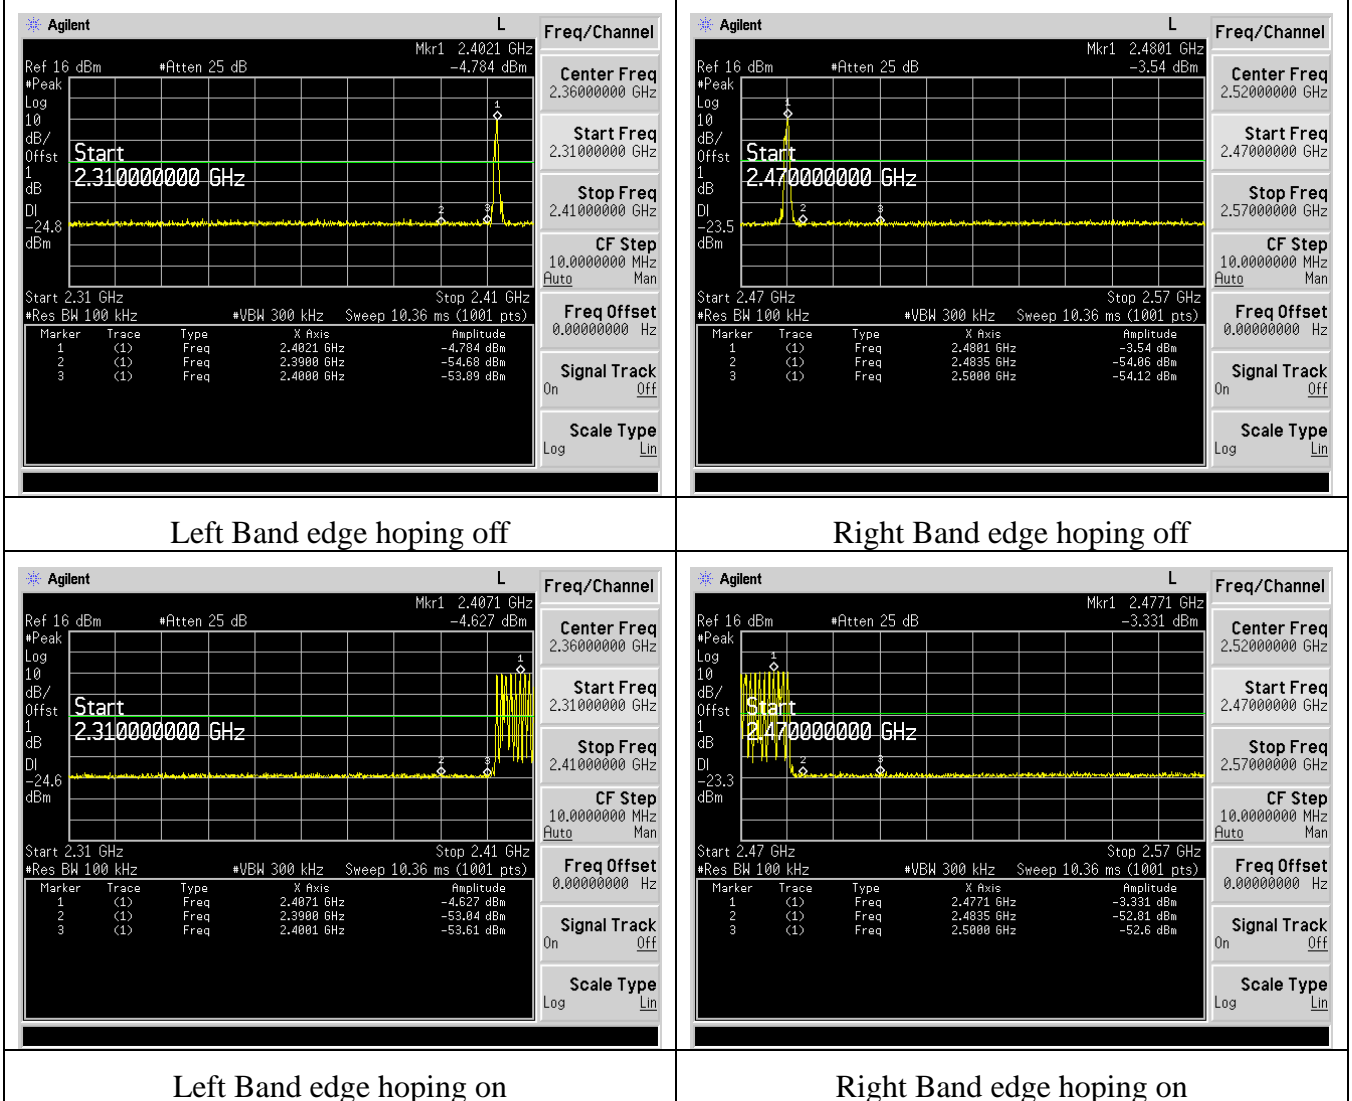 Agilent L
Freq/Channel
Mkr1 2.4021 GHz
Ref 16 dBm #Atten 25 dB -4.784 dBm
#Peak
Log
10
dB/
Offst
1
dB
DI
-24.8
dBm
1
2
3
Start
2.310000000 GHz
Start 2.31 GHz Stop 2.41 GHz
#Res BW 100 kHz #VBW 300 kHz Sweep 10.36 ms (1001 pts)
Marker Trace Type X Axis Amplitude
1 (1) Freq 2.4021 GHz -4.784 dBm
2 (1) Freq 2.3900 GHz -54.68 dBm
3 (1) Freq 2.4000 GHz -53.89 dBm
Center Freq
2.36000000 GHz
Start Freq
2.31000000 GHz
Stop Freq
2.41000000 GHz
CF Step
10.0000000 MHz
Auto Man
Freq Offset
0.00000000 Hz
Signal Track
On Off
Scale Type
Log Lin
Left Band edge hoping off
Agilent L
Freq/Channel
Mkr1 2.4801 GHz
Ref 16 dBm #Atten 25 dB -3.54 dBm
#Peak
Log
10
dB/
Offst
1
dB
DI
-23.5
dBm
1
2
3
Start
2.470000000 GHz
Start 2.47 GHz Stop 2.57 GHz
#Res BW 100 kHz #VBW 300 kHz Sweep 10.36 ms (1001 pts)
Marker Trace Type X Axis Amplitude
1 (1) Freq 2.4801 GHz -3.54 dBm
2 (1) Freq 2.4835 GHz -54.06 dBm
3 (1) Freq 2.5000 GHz -54.12 dBm
Center Freq
2.52000000 GHz
Start Freq
2.47000000 GHz
Stop Freq
2.57000000 GHz
CF Step
10.0000000 MHz
Auto Man
Freq Offset
0.00000000 Hz
Signal Track
On Off
Scale Type
Log Lin
Right Band edge hoping off
Agilent L
Freq/Channel
Mkr1 2.4071 GHz
Ref 16 dBm #Atten 25 dB -4.627 dBm
#Peak
Log
10
dB/
Offst
1
dB
DI
-24.6
dBm
1
2
3
Start
2.310000000 GHz
Start 2.31 GHz Stop 2.41 GHz
#Res BW 100 kHz #VBW 300 kHz Sweep 10.36 ms (1001 pts)
Marker Trace Type X Axis Amplitude
1 (1) Freq 2.4071 GHz -4.627 dBm
2 (1) Freq 2.3900 GHz -53.04 dBm
3 (1) Freq 2.4001 GHz -53.61 dBm
Center Freq
2.36000000 GHz
Start Freq
2.31000000 GHz
Stop Freq
2.41000000 GHz
CF Step
10.0000000 MHz
Auto Man
Freq Offset
0.00000000 Hz
Signal Track
On Off
Scale Type
Log Lin
Left Band edge hoping on
Agilent L
Freq/Channel
Mkr1 2.4771 GHz
Ref 16 dBm #Atten 25 dB -3.331 dBm
#Peak
Log
10
dB/
Offst
1
dB
DI
-23.3
dBm
1
2
3
Start
2.470000000 GHz
Start 2.47 GHz Stop 2.57 GHz
#Res BW 100 kHz #VBW 300 kHz Sweep 10.36 ms (1001 pts)
Marker Trace Type X Axis Amplitude
1 (1) Freq 2.4771 GHz -3.331 dBm
2 (1) Freq 2.4835 GHz -52.81 dBm
3 (1) Freq 2.5000 GHz -52.6 dBm
Center Freq
2.52000000 GHz
Start Freq
2.47000000 GHz
Stop Freq
2.57000000 GHz
CF Step
10.0000000 MHz
Auto Man
Freq Offset
0.00000000 Hz
Signal Track
On Off
Scale Type
Log Lin
Right Band edge hoping on